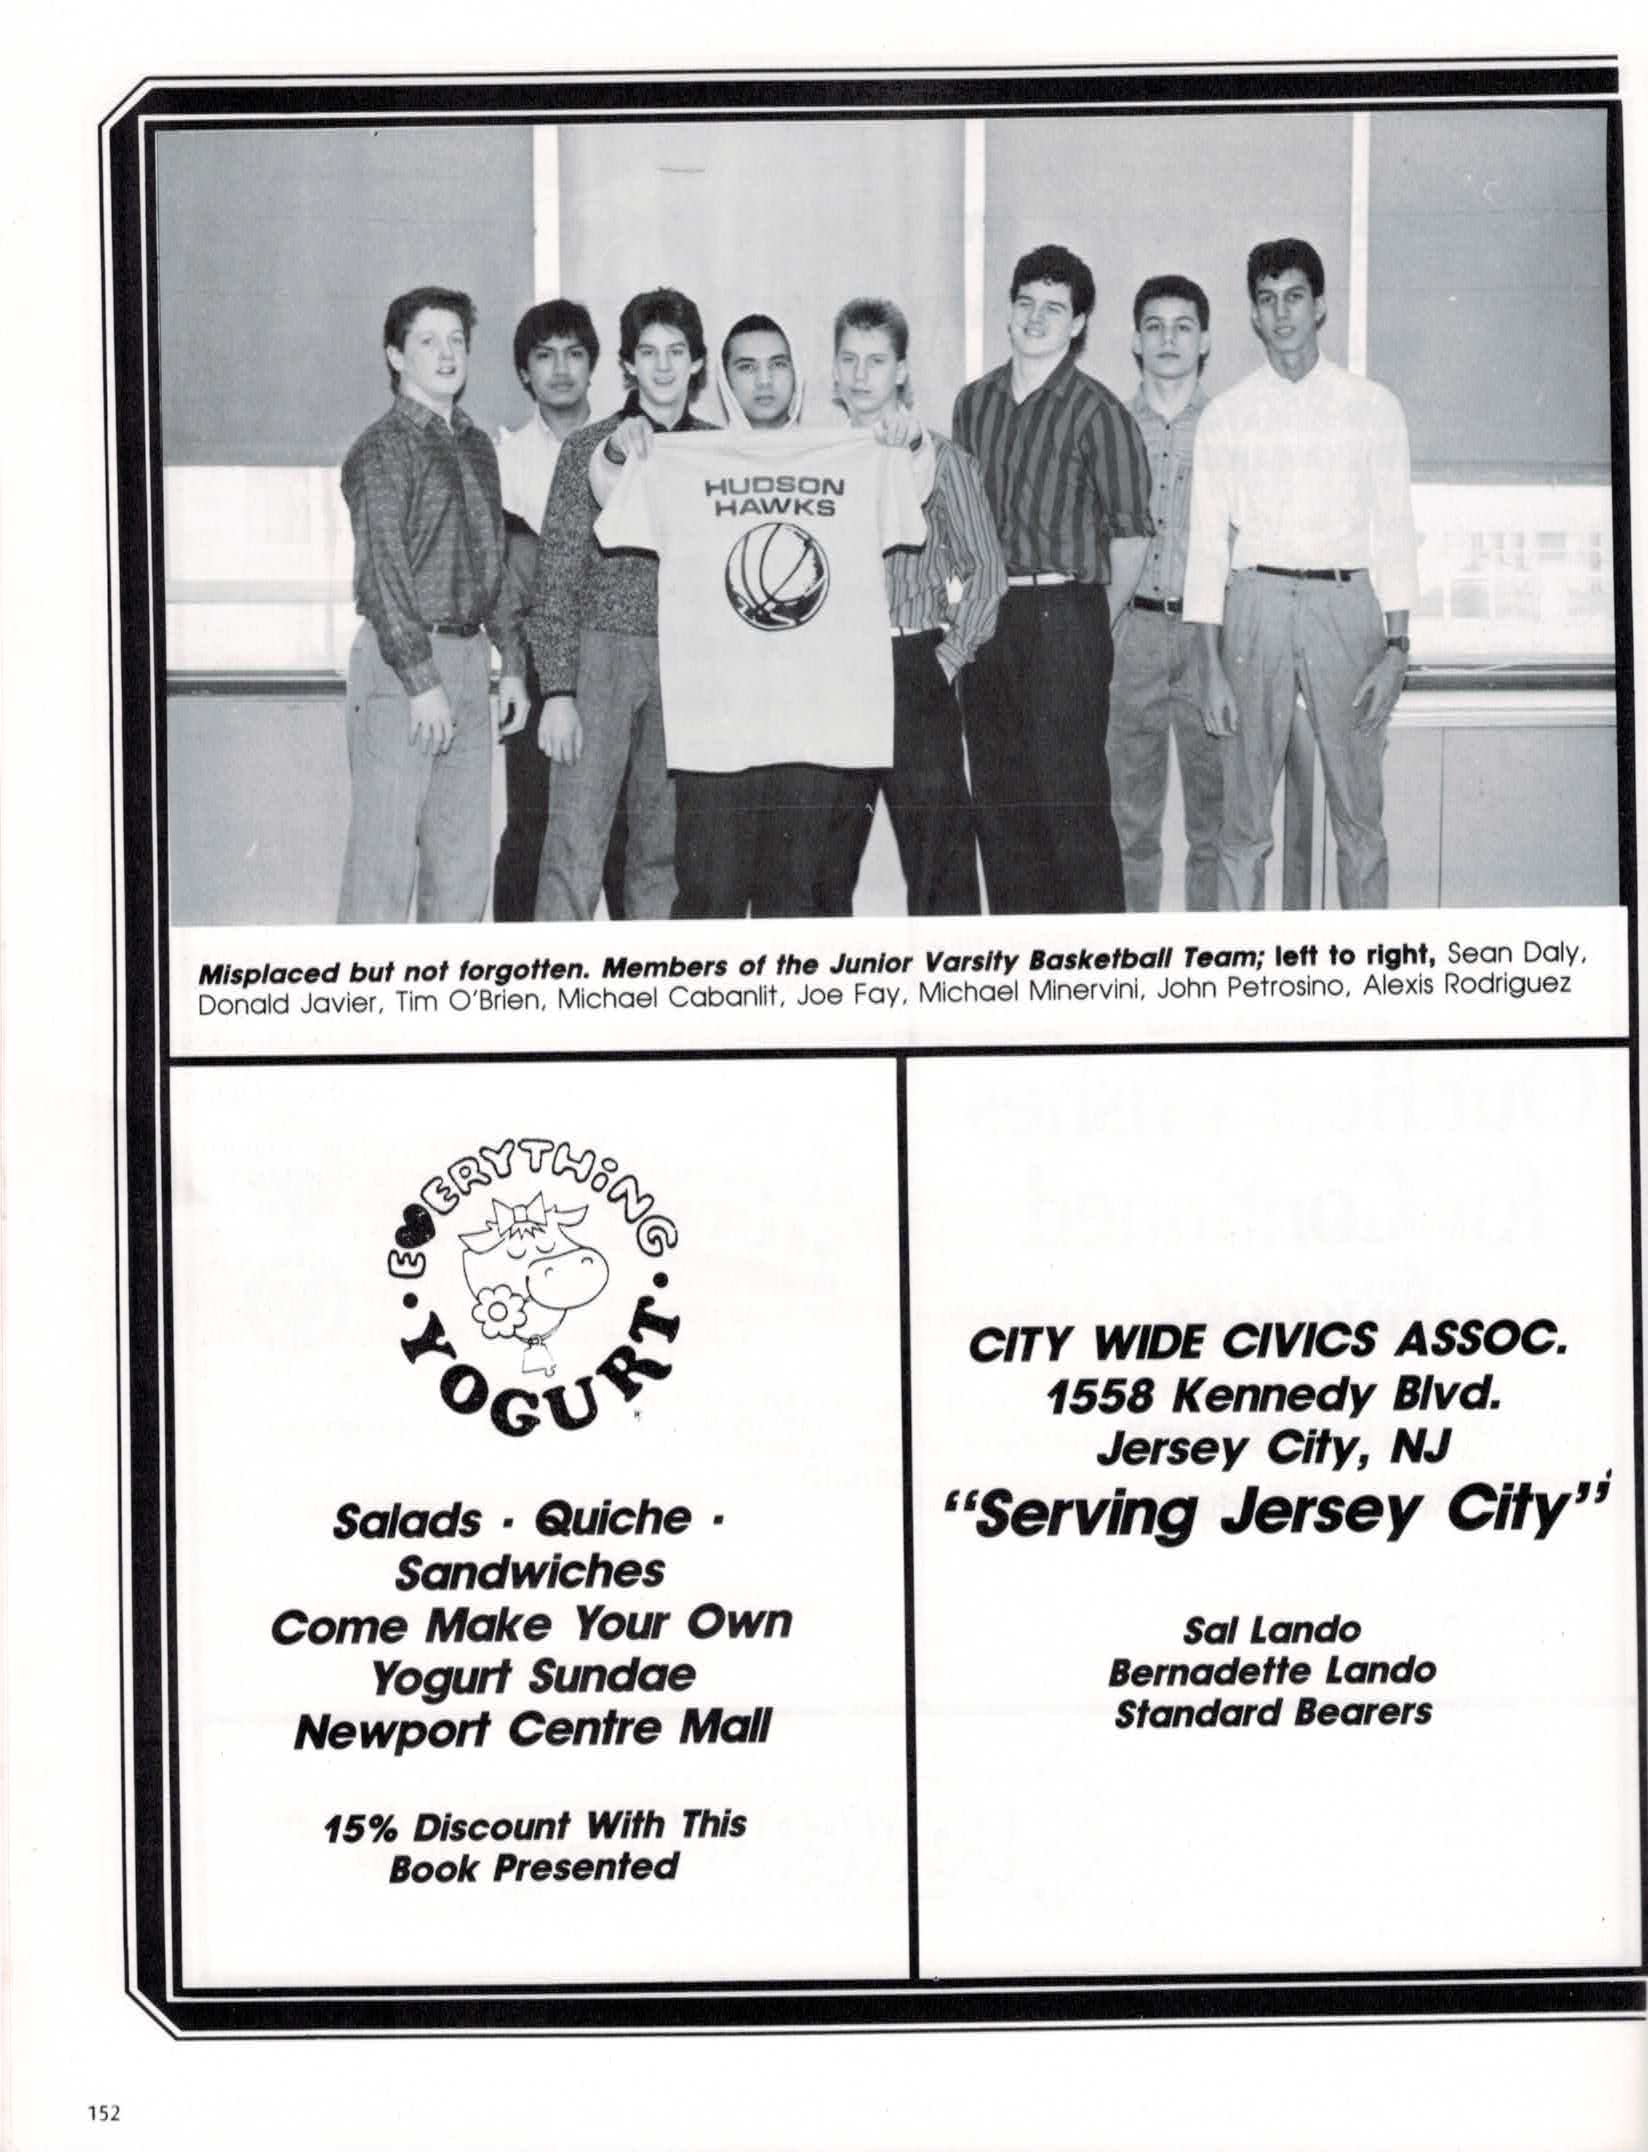 HUDSON
HAWKS
Misplaced but not forgotten. Members of the Junior Varsity Basketball Team; left to right, Sean Daly,
Donald Javier, Tim O'Brien, Michael Cabanlit, Joe Fay, Michael Minervini, John Petrosino, Alexis Rodriguez
E♥ERYTHiNG
YOGURT
Salads · Quiche ·
Sandwiches
Come Make Your Own
Yogurt Sundae
Newport Centre Mall
15% Discount With This
Book Presented
CITY WIDE CIVICS ASSOC.
1558 Kennedy Blvd.
Jersey City, NJ
"Serving Jersey City"
Sal Lando
Bernadette Lando
Standard Bearers
152